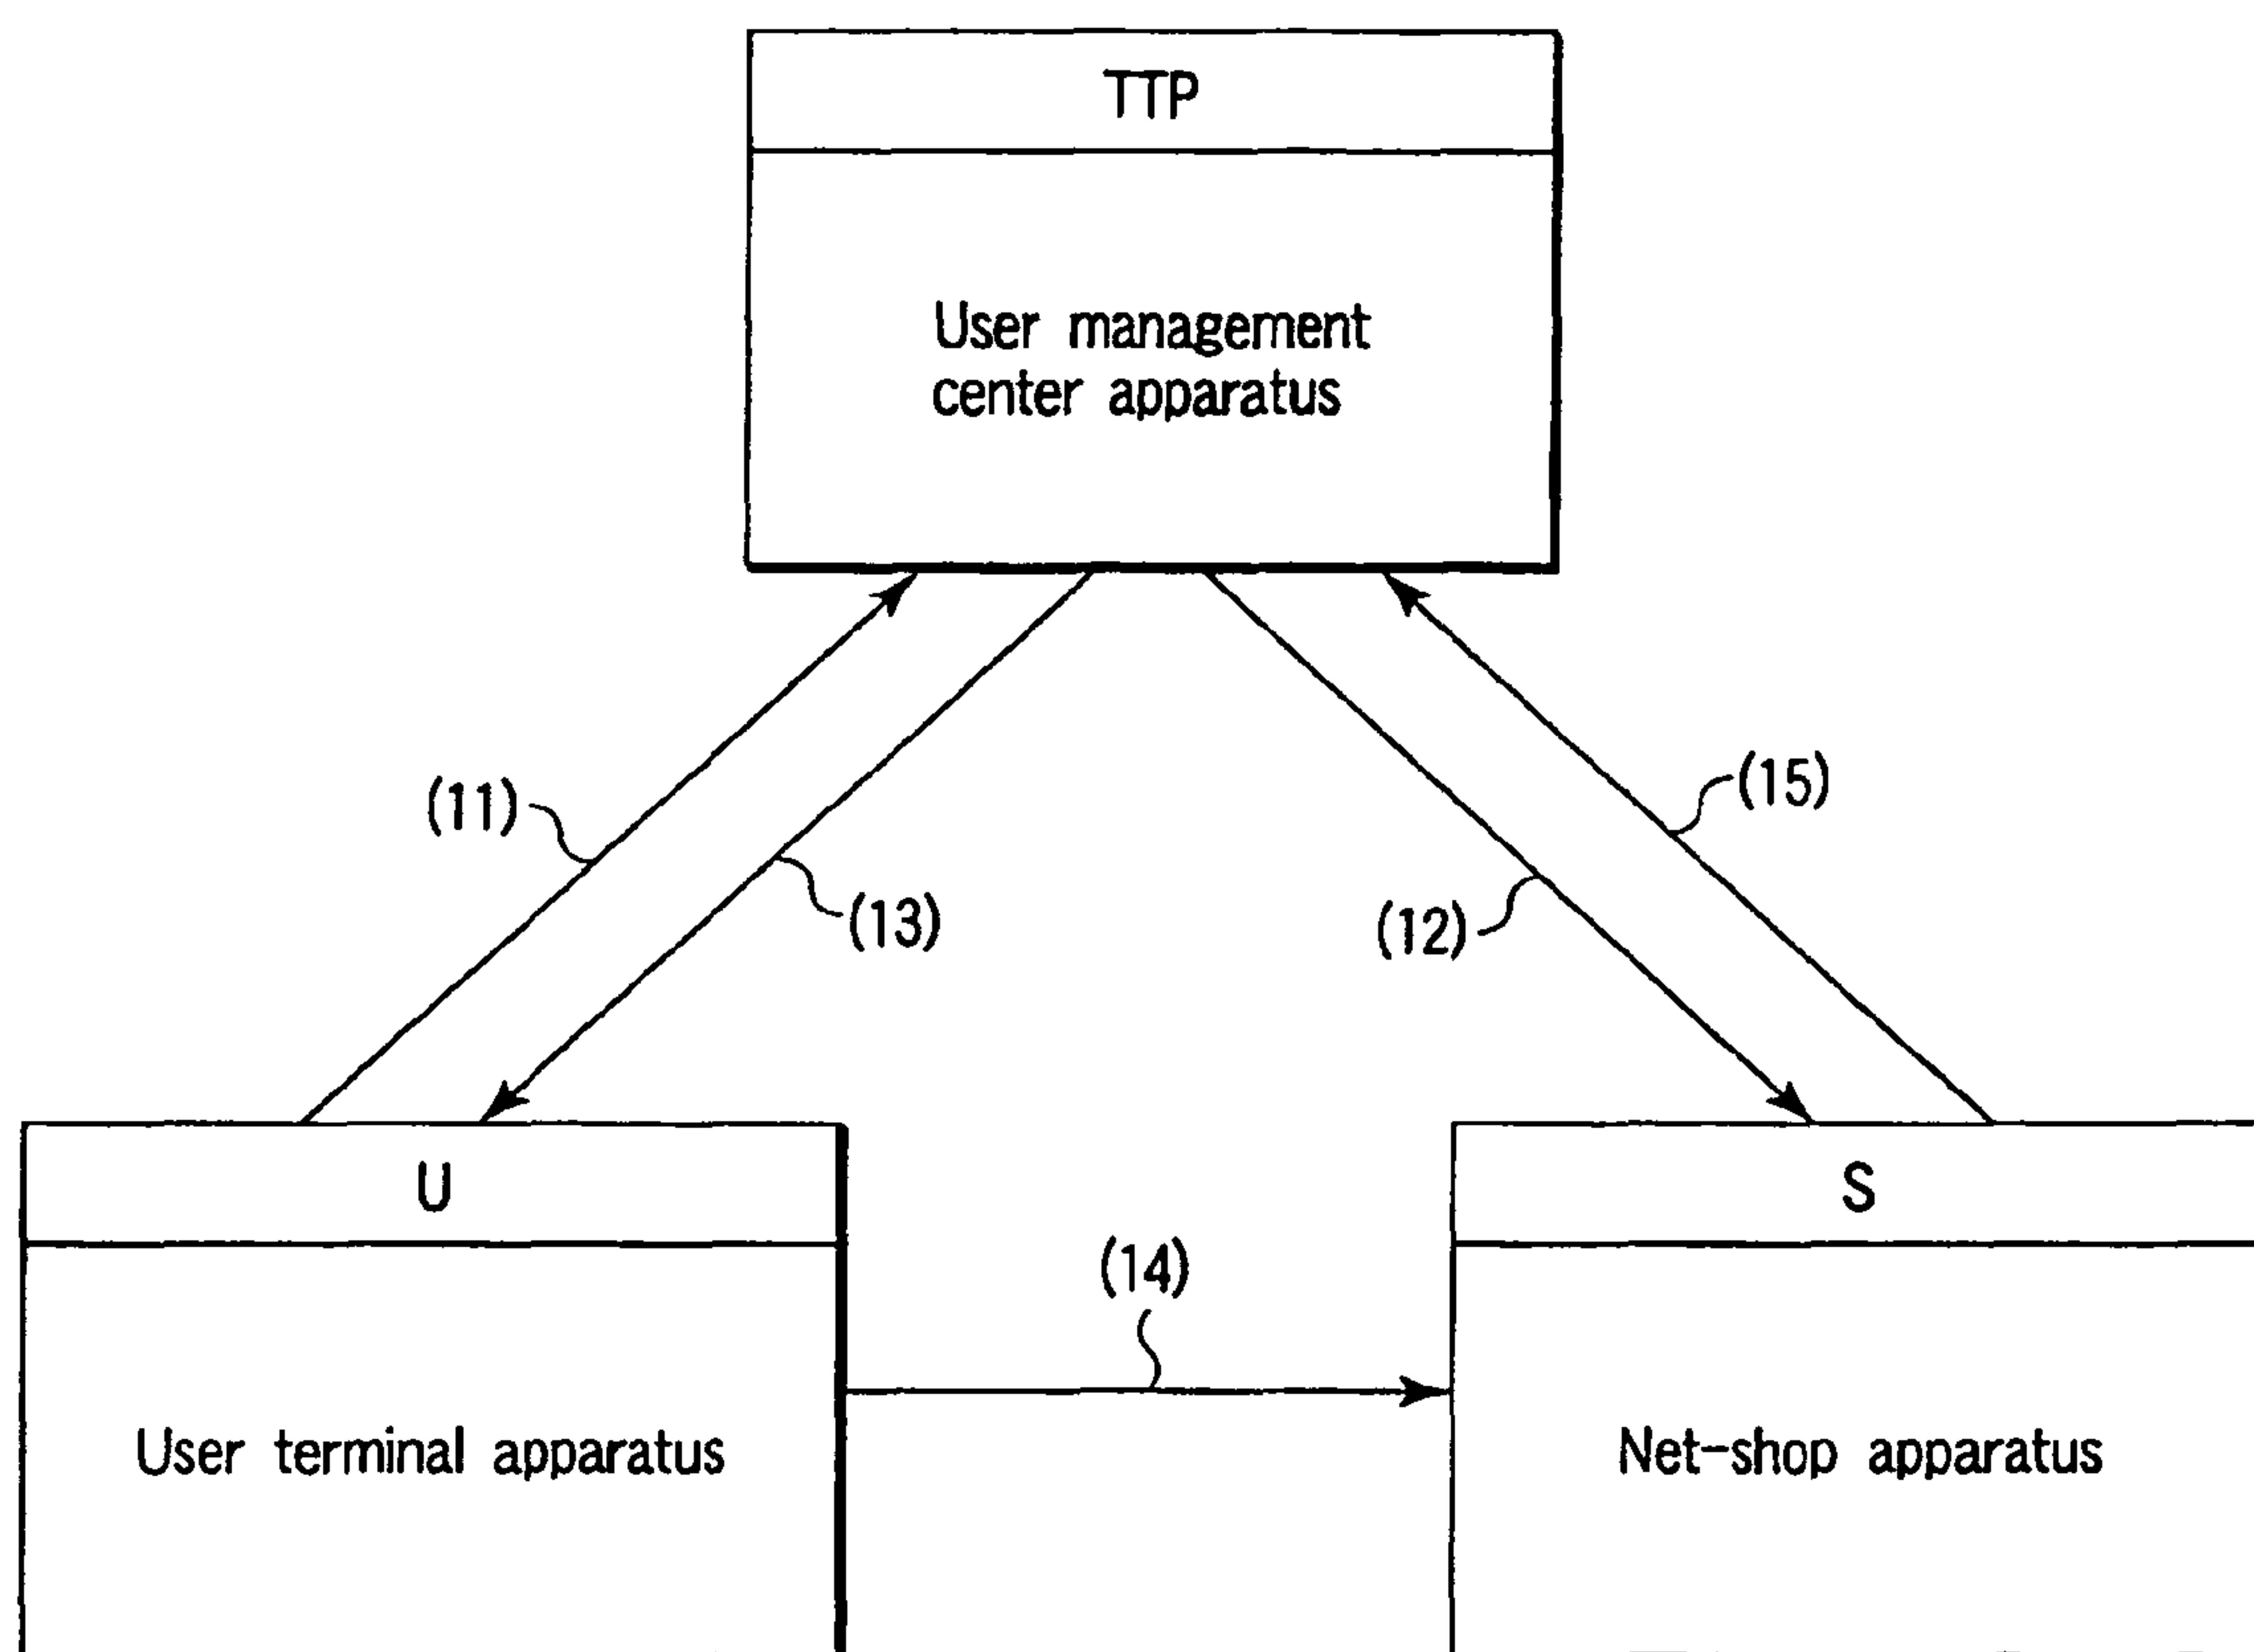 TTP
User management
center apparatus
(11)
(15)
(13)
(12)
U
S
(14)
User terminal apparatus
Net-shop apparatus